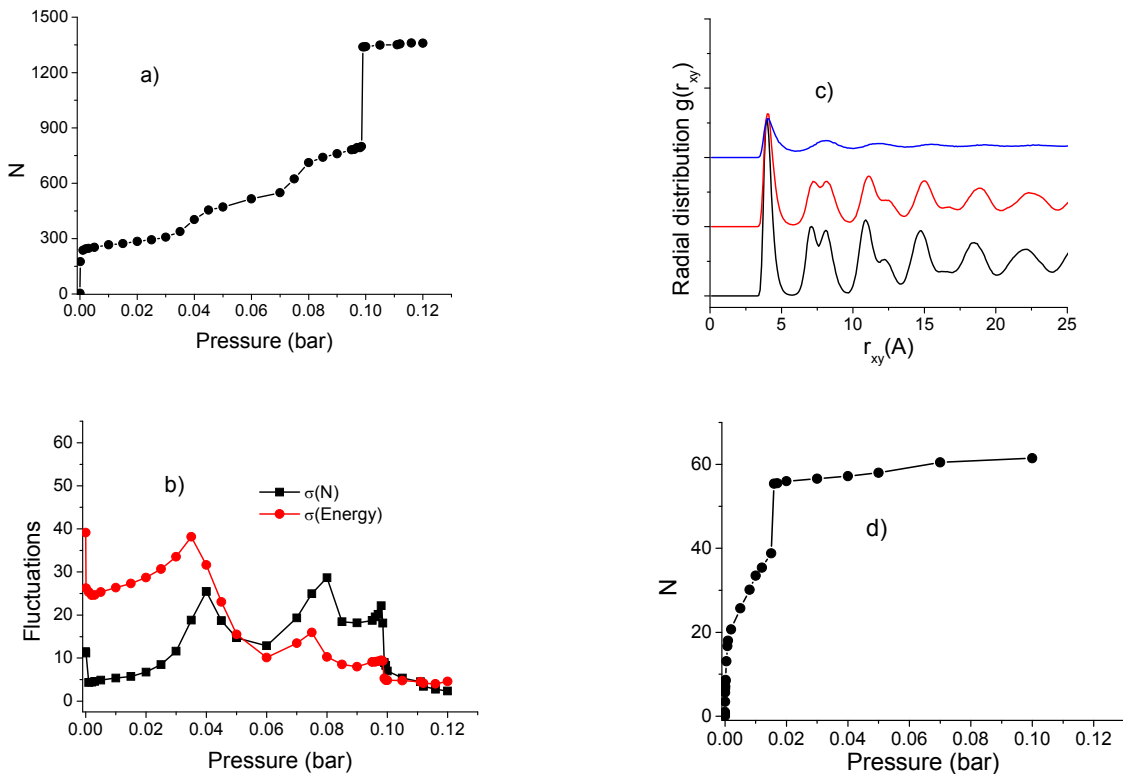 1500
1200
900
600
300
0
N
a)
0.00 0.02 0.04 0.06 0.08 0.10 0.12
Pressure (bar)
Radial distribution g(r_xy)
c)
0 5 10 15 20 25
r_xy(A)
60
50
40
30
20
10
0
Fluctuations
b)
σ(N)
σ(Energy)
0.00 0.02 0.04 0.06 0.08 0.10 0.12
Pressure (bar)
60
40
20
0
N
d)
0.00 0.02 0.04 0.06 0.08 0.10 0.12
Pressure (bar)